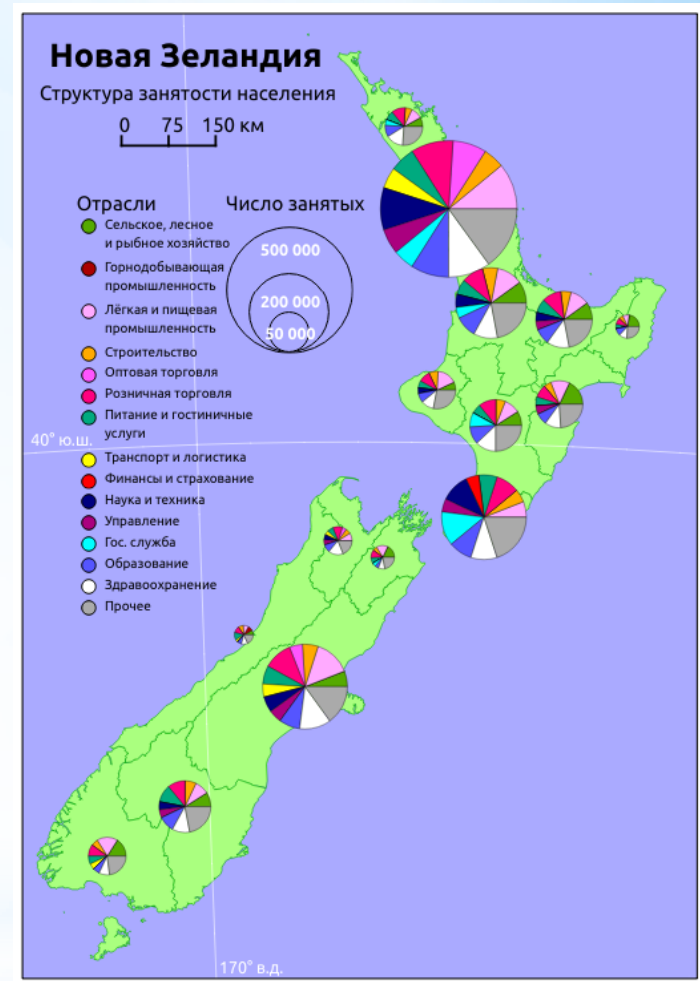 Новая Зеландия
Структура занятости населения
0 75 150 км
Отрасли
Сельское, лесное
и рыбное хозяйство
Горнодобывающая
промышленность
Лёгкая и пищевая
промышленность
Строительство
Оптовая торговля
Розничная торговля
Питание и гостиничные
услуги
Транспорт и логистика
Финансы и страхование
Наука и техника
Управление
Гос. служба
Образование
Здравоохранение
Прочее
Число занятых
500 000
200 000
50 000
40° ю.ш.
170° в.д.